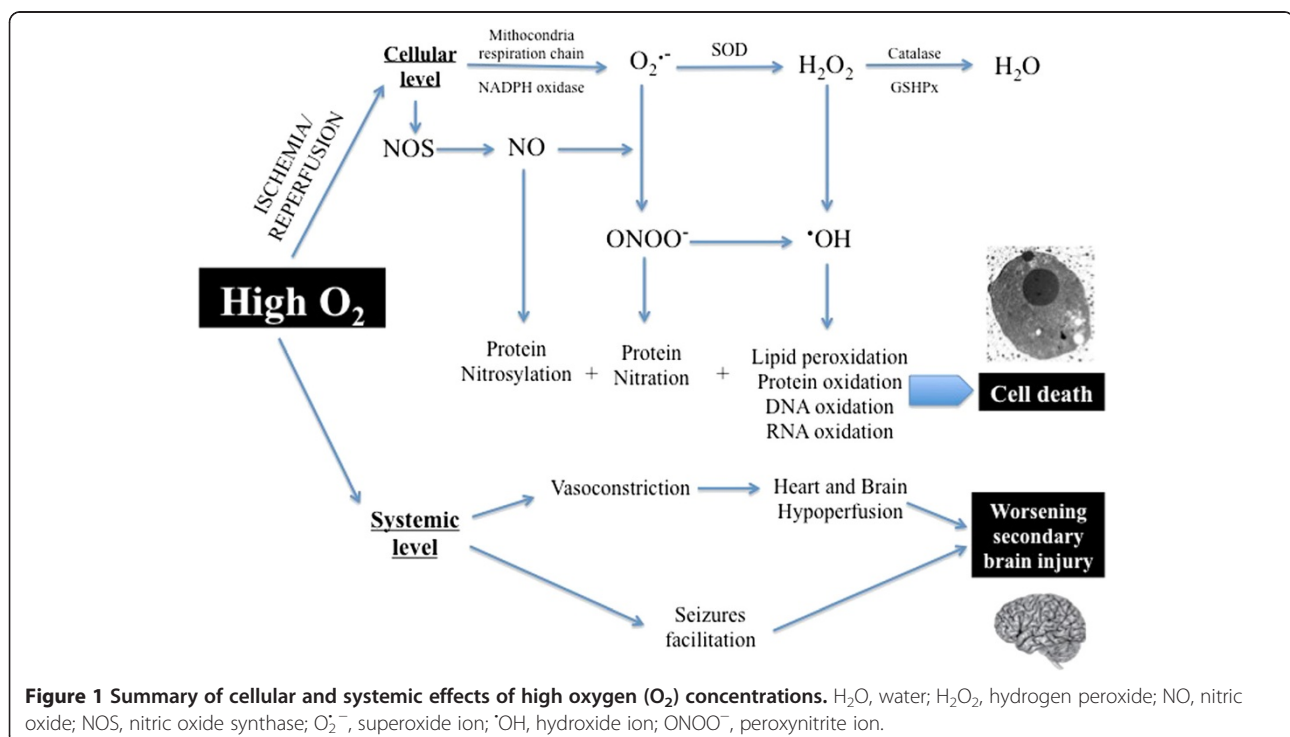 Cellular
level
Mithocondria
respiration chain
NADPH oxidase
O₂•-
SOD
H₂O₂
Catalase
GSHPx
H₂O
ISCHEMIA/
REPERFUSION
NOS
NO
ONOO-
•OH
High O₂
Protein
Nitrosylation
+
Protein
Nitration
+
Lipid peroxidation
Protein oxidation
DNA oxidation
RNA oxidation
Cell death
Systemic
level
Vasoconstriction
Heart and Brain
Hypoperfusion
Seizures
facilitation
Worsening
secondary
brain injury
Figure 1 Summary of cellular and systemic effects of high oxygen (O₂) concentrations. H₂O, water; H₂O₂, hydrogen peroxide; NO, nitric
oxide; NOS, nitric oxide synthase; O₂•−, superoxide ion; •OH, hydroxide ion; ONOO−, peroxynitrite ion.